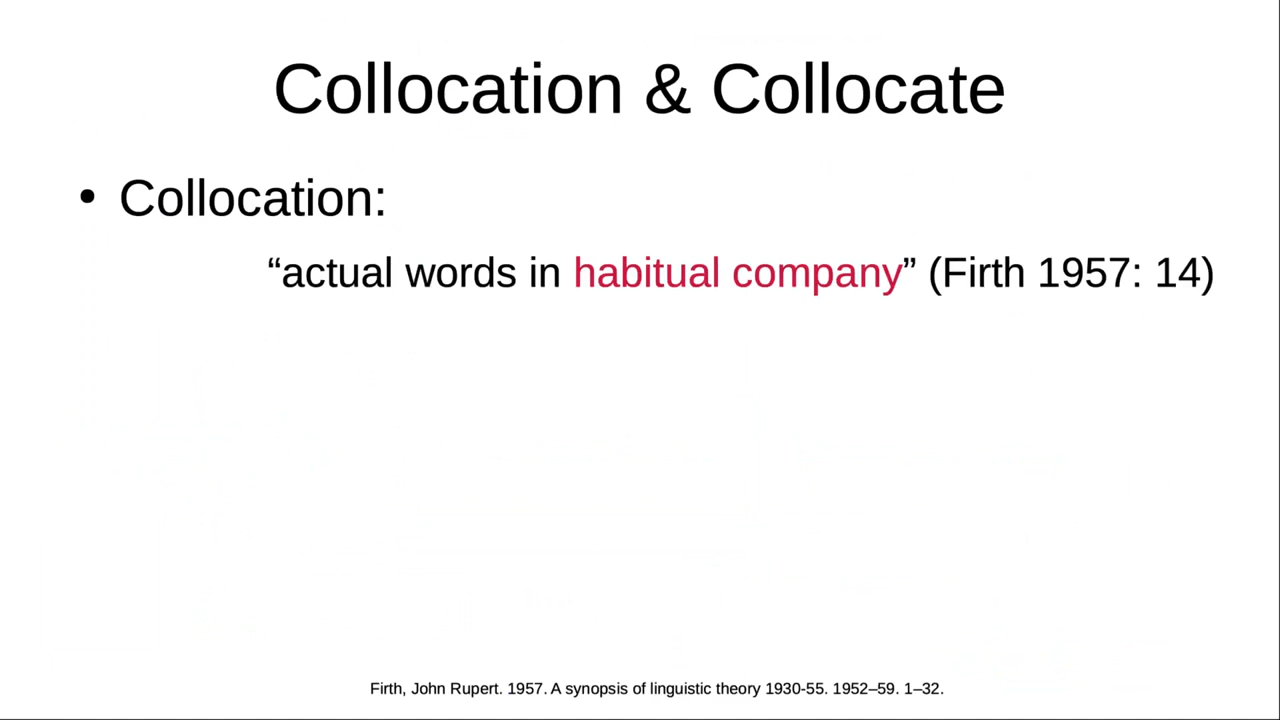 Collocation & Collocate
• Collocation:
“actual words in habitual company” (Firth 1957: 14)
Firth, John Rupert. 1957. A synopsis of linguistic theory 1930-55. 1952–59. 1–32.